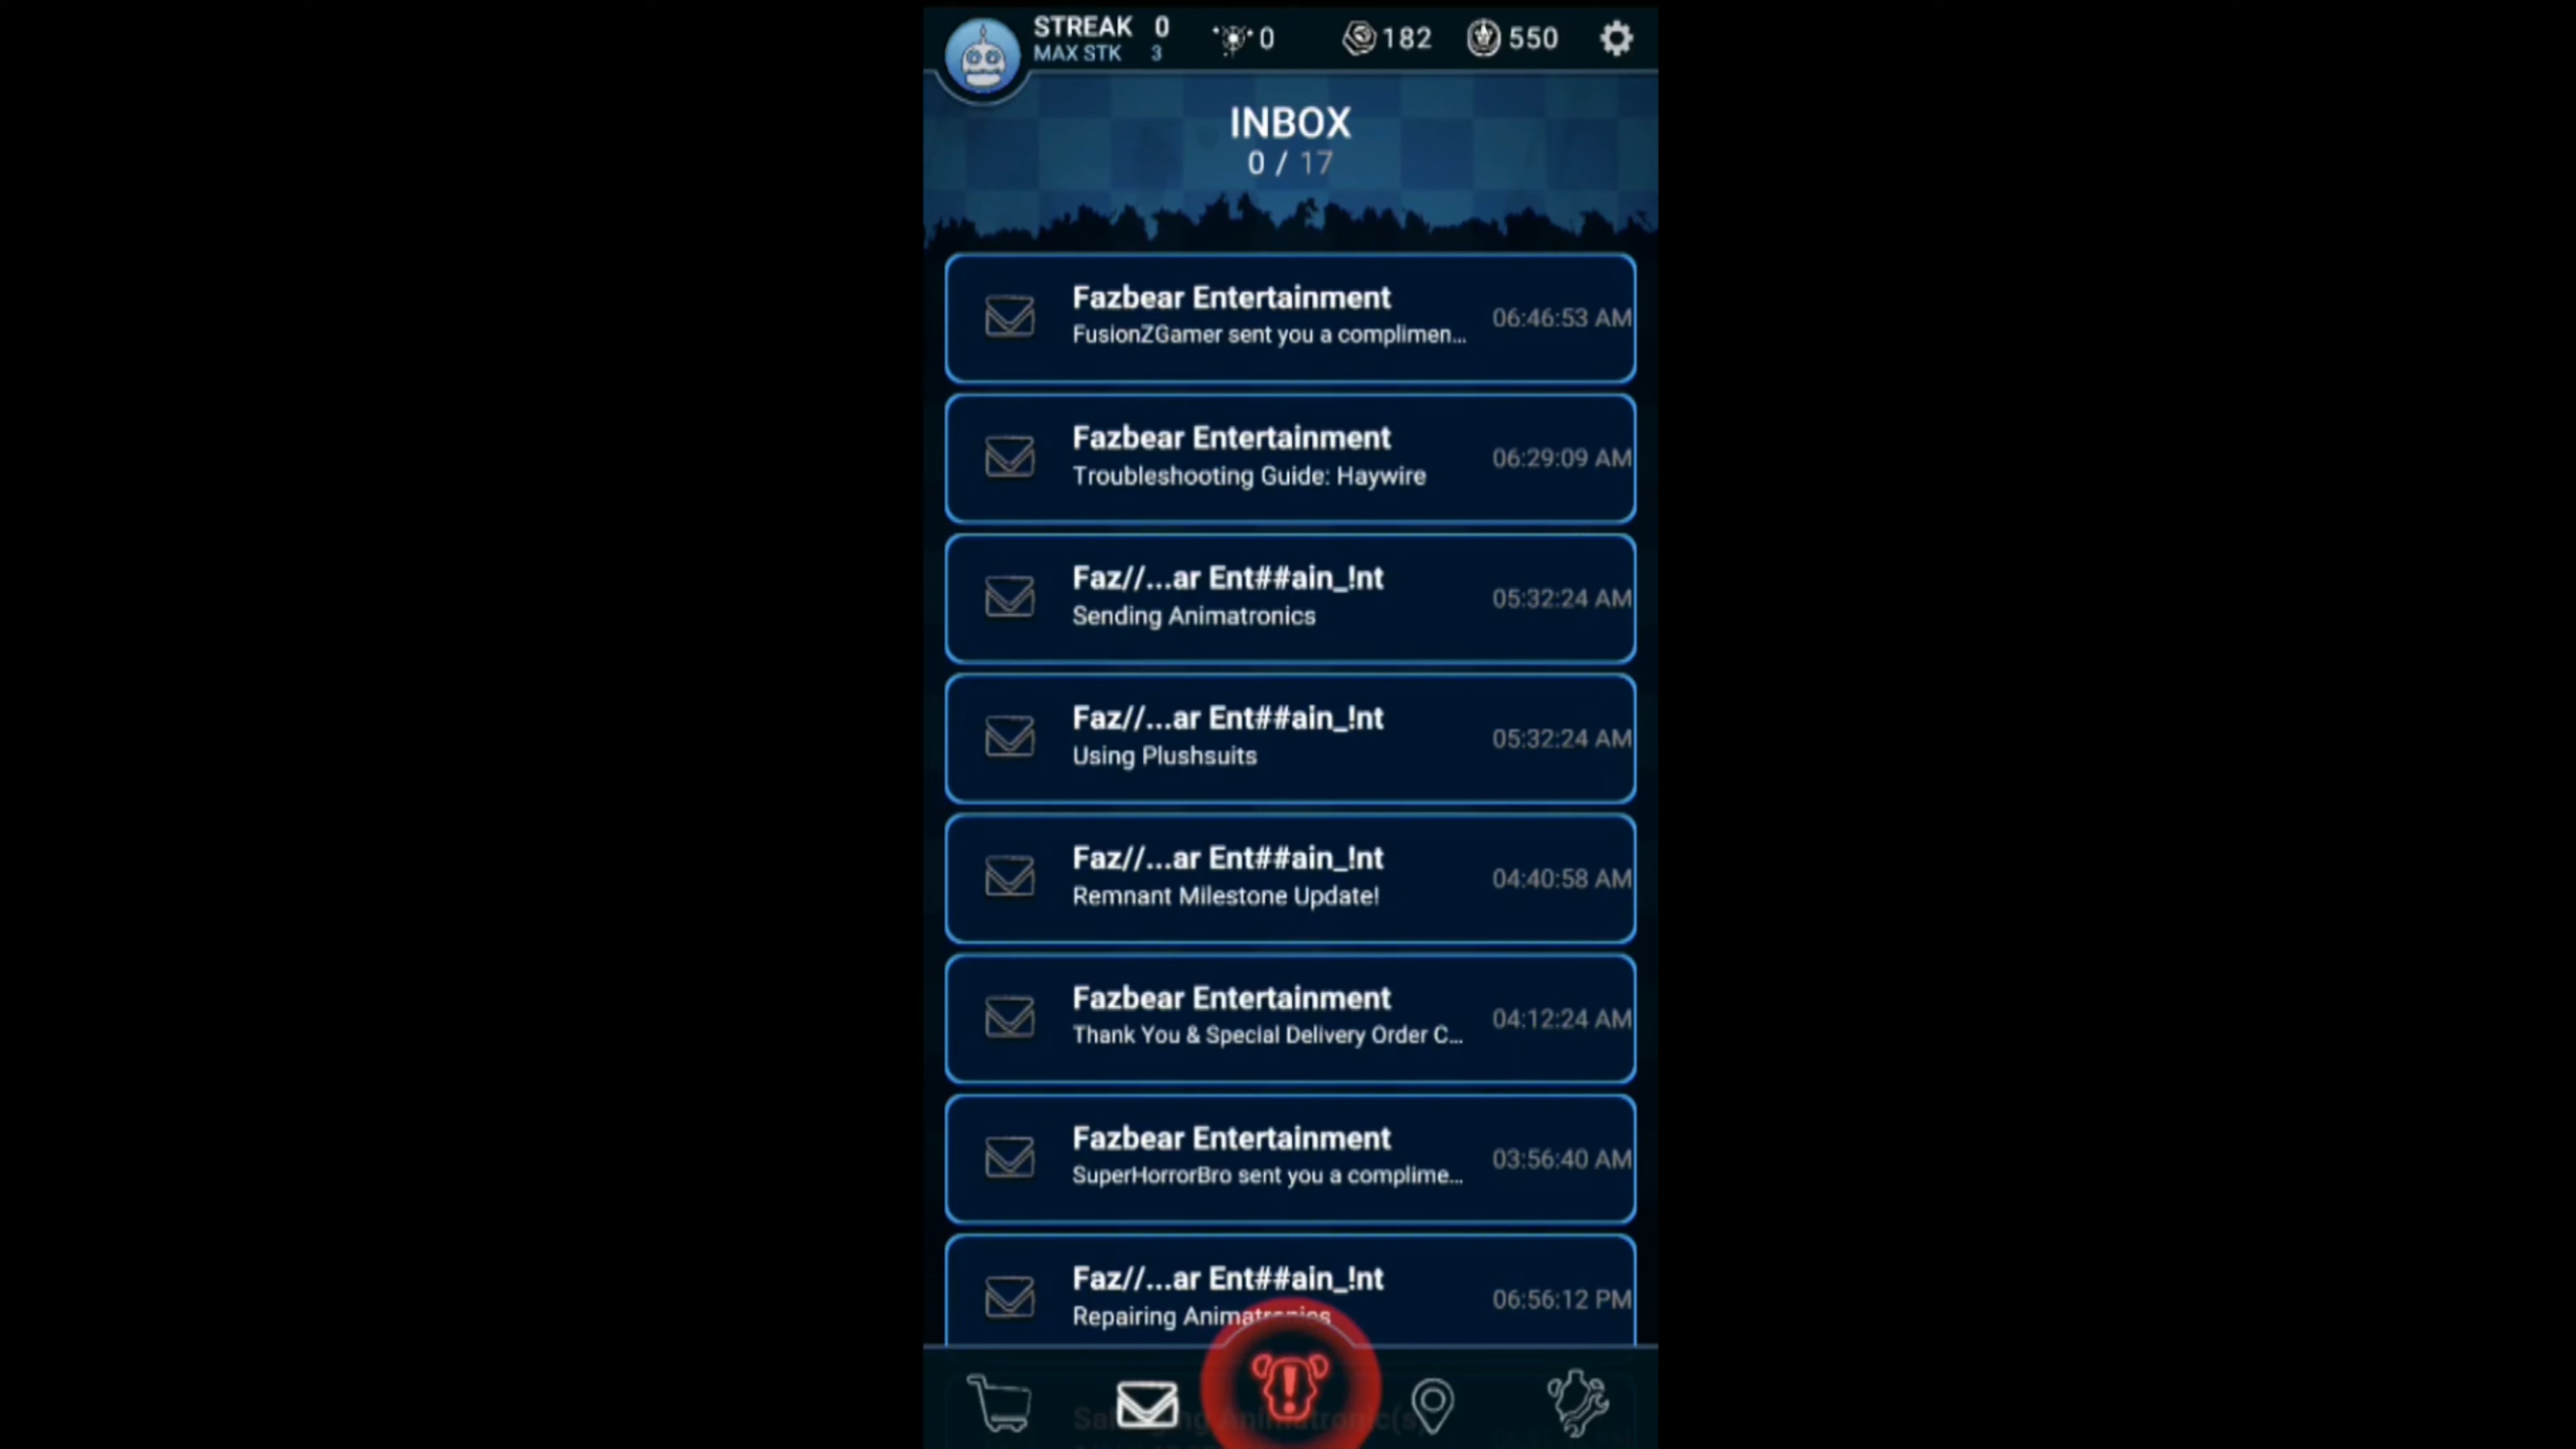 STREAK 0
MAX STK 3
0
182
550
INBOX
0 / 17
Fazbear Entertainment
FusionZGamer sent you a complimen...
06:46:53 AM
Fazbear Entertainment
Troubleshooting Guide: Haywire
06:29:09 AM
Faz//...ar Ent##ain_!nt
Sending Animatronics
05:32:24 AM
Faz//...ar Ent##ain_!nt
Using Plushsuits
05:32:24 AM
Faz//...ar Ent##ain_!nt
Remnant Milestone Update!
04:40:58 AM
Fazbear Entertainment
Thank You & Special Delivery Order C...
04:12:24 AM
Fazbear Entertainment
SuperHorrorBro sent you a complime...
03:56:40 AM
Faz//...ar Ent##ain_!nt
Repairing Animatronics
06:56:12 PM